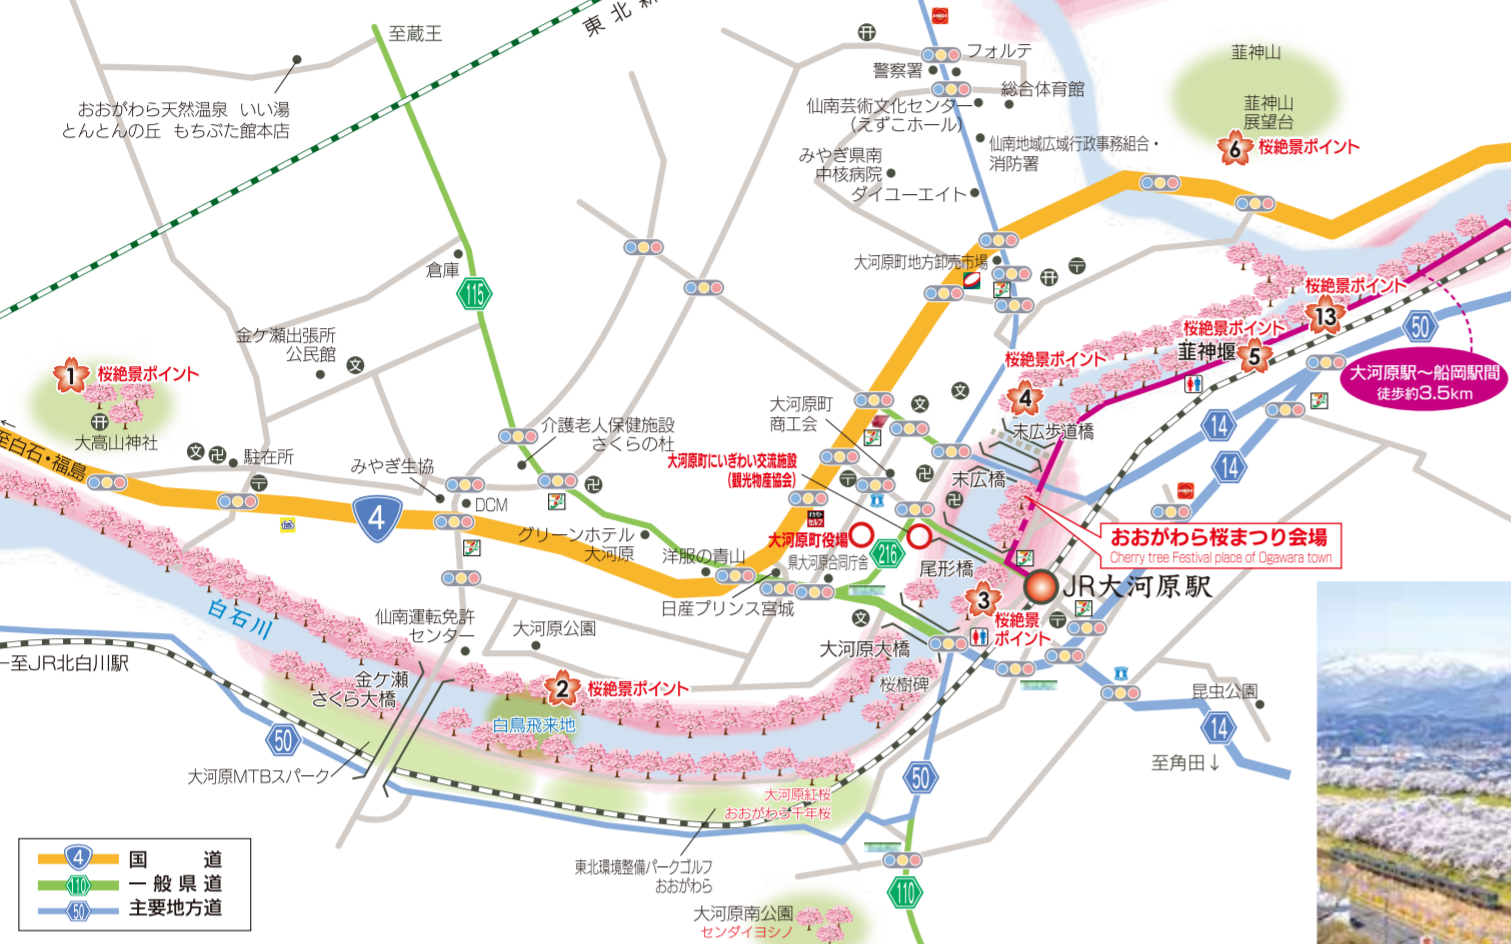 至蔵王
東北新
おおがわら天然温泉 いい湯
とんとんの丘 もちぶた館本店
フォルテ
警察署
総合体育館
仙南芸術文化センター
(えずこホール)
仙南地域広域行政事務組合・
消防署
みやぎ県南
中核病院
ダイユーエイト
韮神山
韮神山
展望台
6
桜絶景ポイント
倉庫
115
大河原町地方卸売市場
金ケ瀬出張所
公民館
文
1
桜絶景ポイント
大高山神社
至白石・福島
文
駐在所
みやぎ生協
DCM
4
介護老人保健施設
さくらの杜
グリーンホテル
大河原
洋服の青山
日産プリンス宮城
県大河原合同庁舎
大河原町
商工会
文
文
大河原町にいぎわい交流施設
(観光物産協会)
大河原町役場
216
尾形橋
末広橋
末広歩道橋
桜絶景ポイント
4
桜絶景ポイント
韮神堰
5
桜絶景ポイント
13
50
大河原駅〜船岡駅間
徒歩約3.5km
14
14
おおがわら桜まつり会場
Cherry tree Festival place of Ogawara town
JR大河原駅
3
桜絶景
ポイント
文
大河原大橋
桜樹碑
昆虫公園
14
至角田↓
白石川
仙南運転免許
センター
大河原公園
至JR北白川駅
金ケ瀬
さくら大橋
2
桜絶景ポイント
白鳥飛来地
50
大河原MTBスパーク
大河原紅桜
おおがわら千年桜
50
東北環境整備パークゴルフ
おおがわら
110
大河原南公園
センダイヨシノ
4
国道
110
一般県道
50
主要地方道